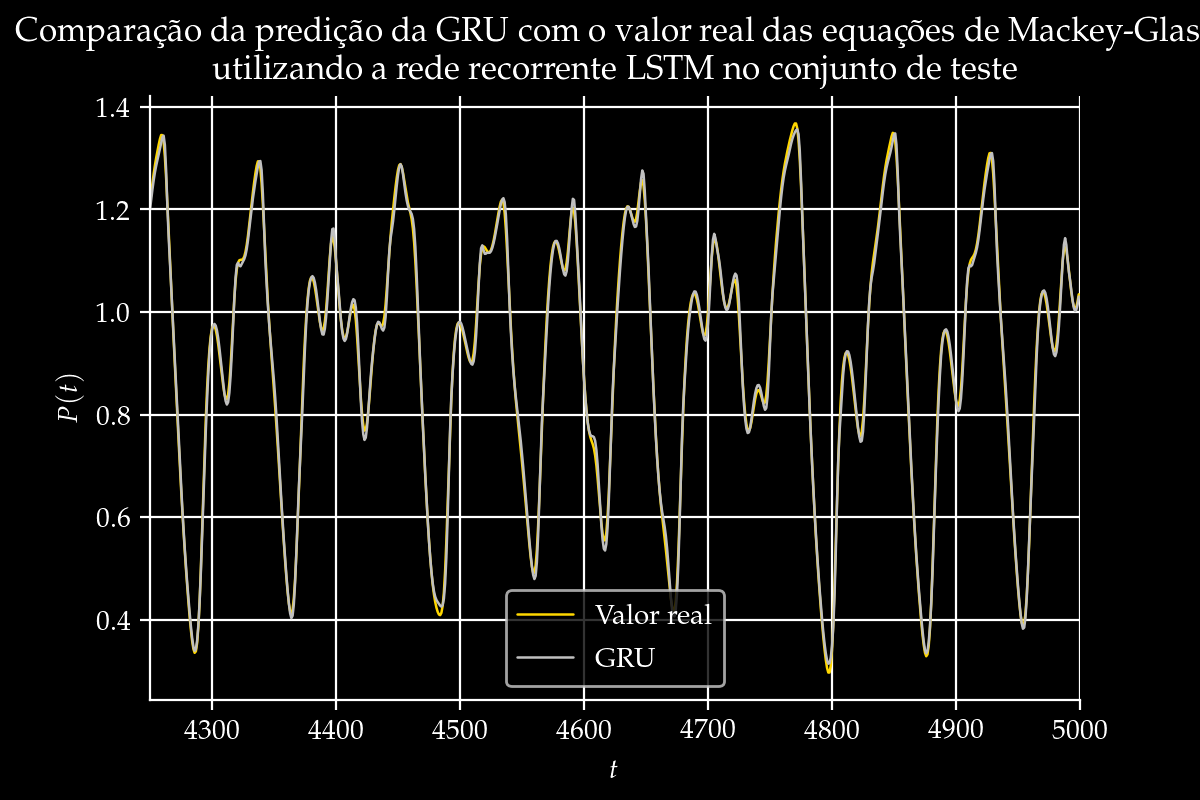 Comparação da predição da GRU com o valor real das equações de Mackey-Glas
utilizando a rede recorrente LSTM no conjunto de teste
1.4
1.2
1.0
0.8
0.6
0.4
P(t)
Valor real
GRU
4300 4400 4500 4600 4700 4800 4900 5000
t